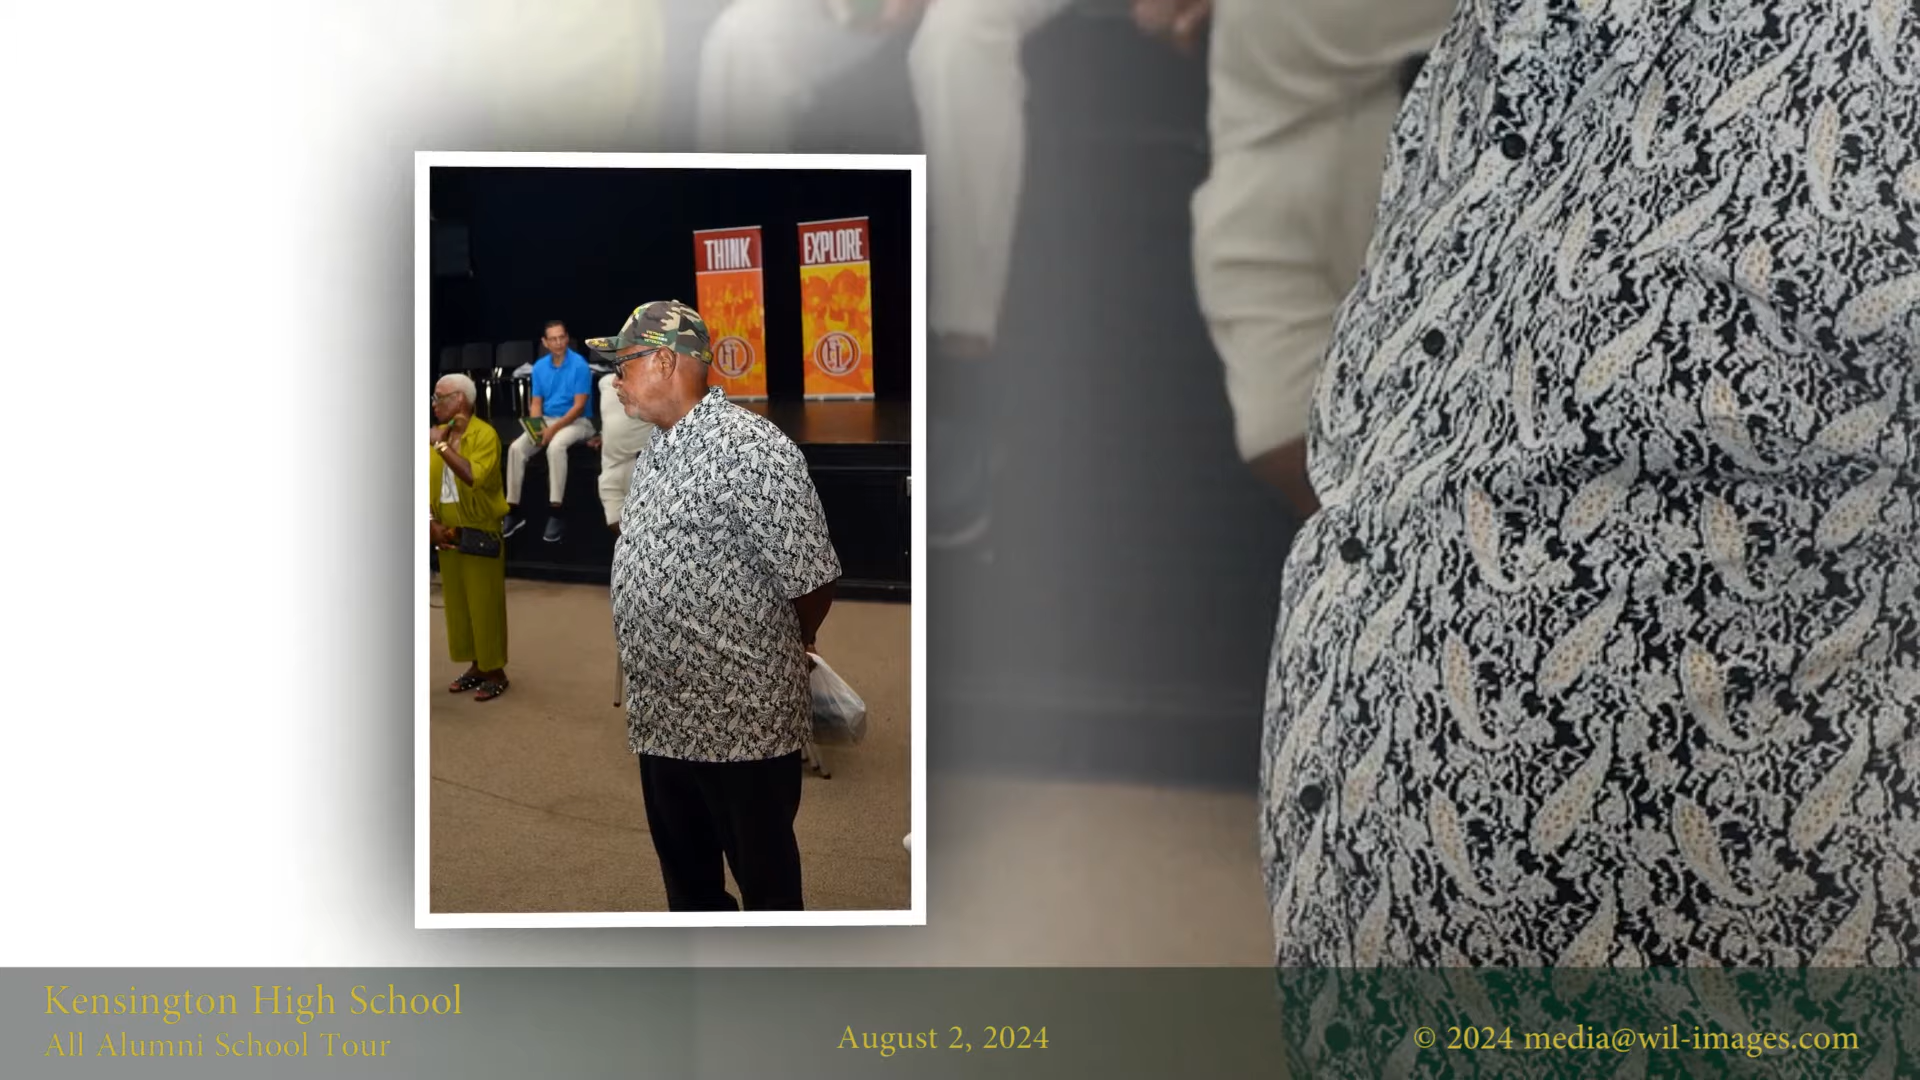 THINK
EXPLORE
Kensington High School
All Alumni School Tour
August 2, 2024
© 2024 media@wil-images.com